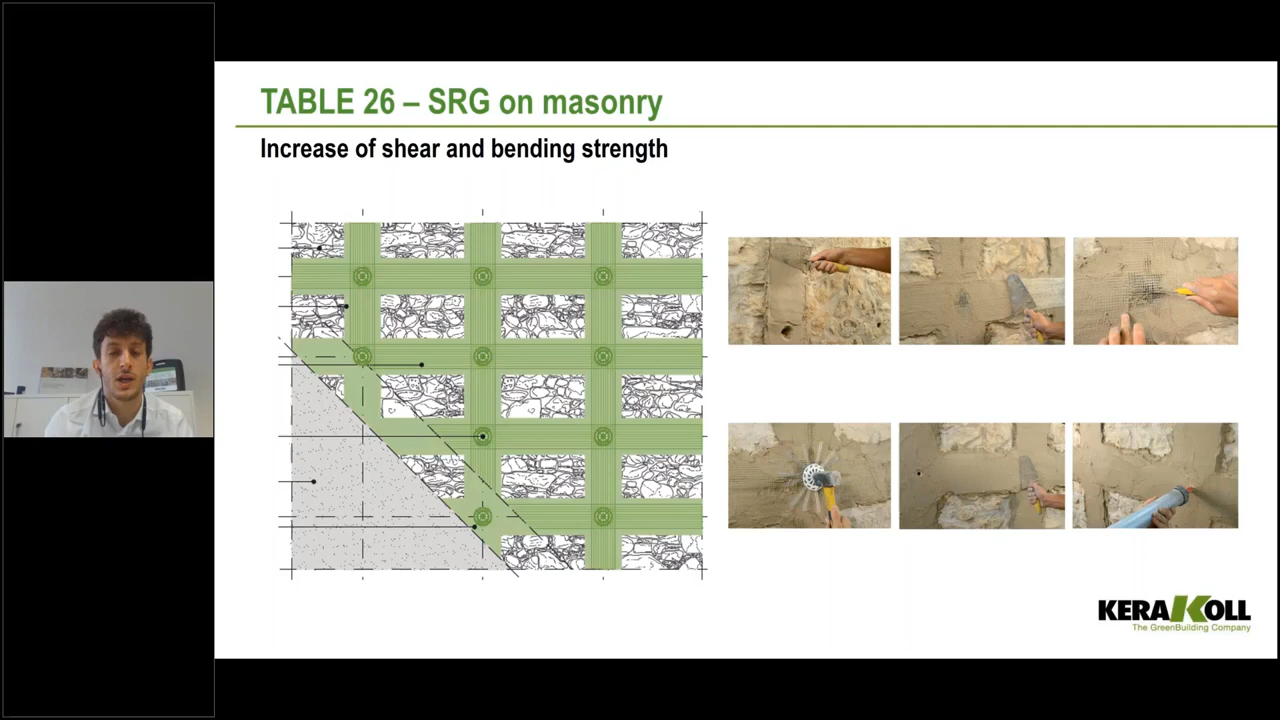 TABLE 26 – SRG on masonry
Increase of shear and bending strength
KERAKOLL
The GreenBuilding Company